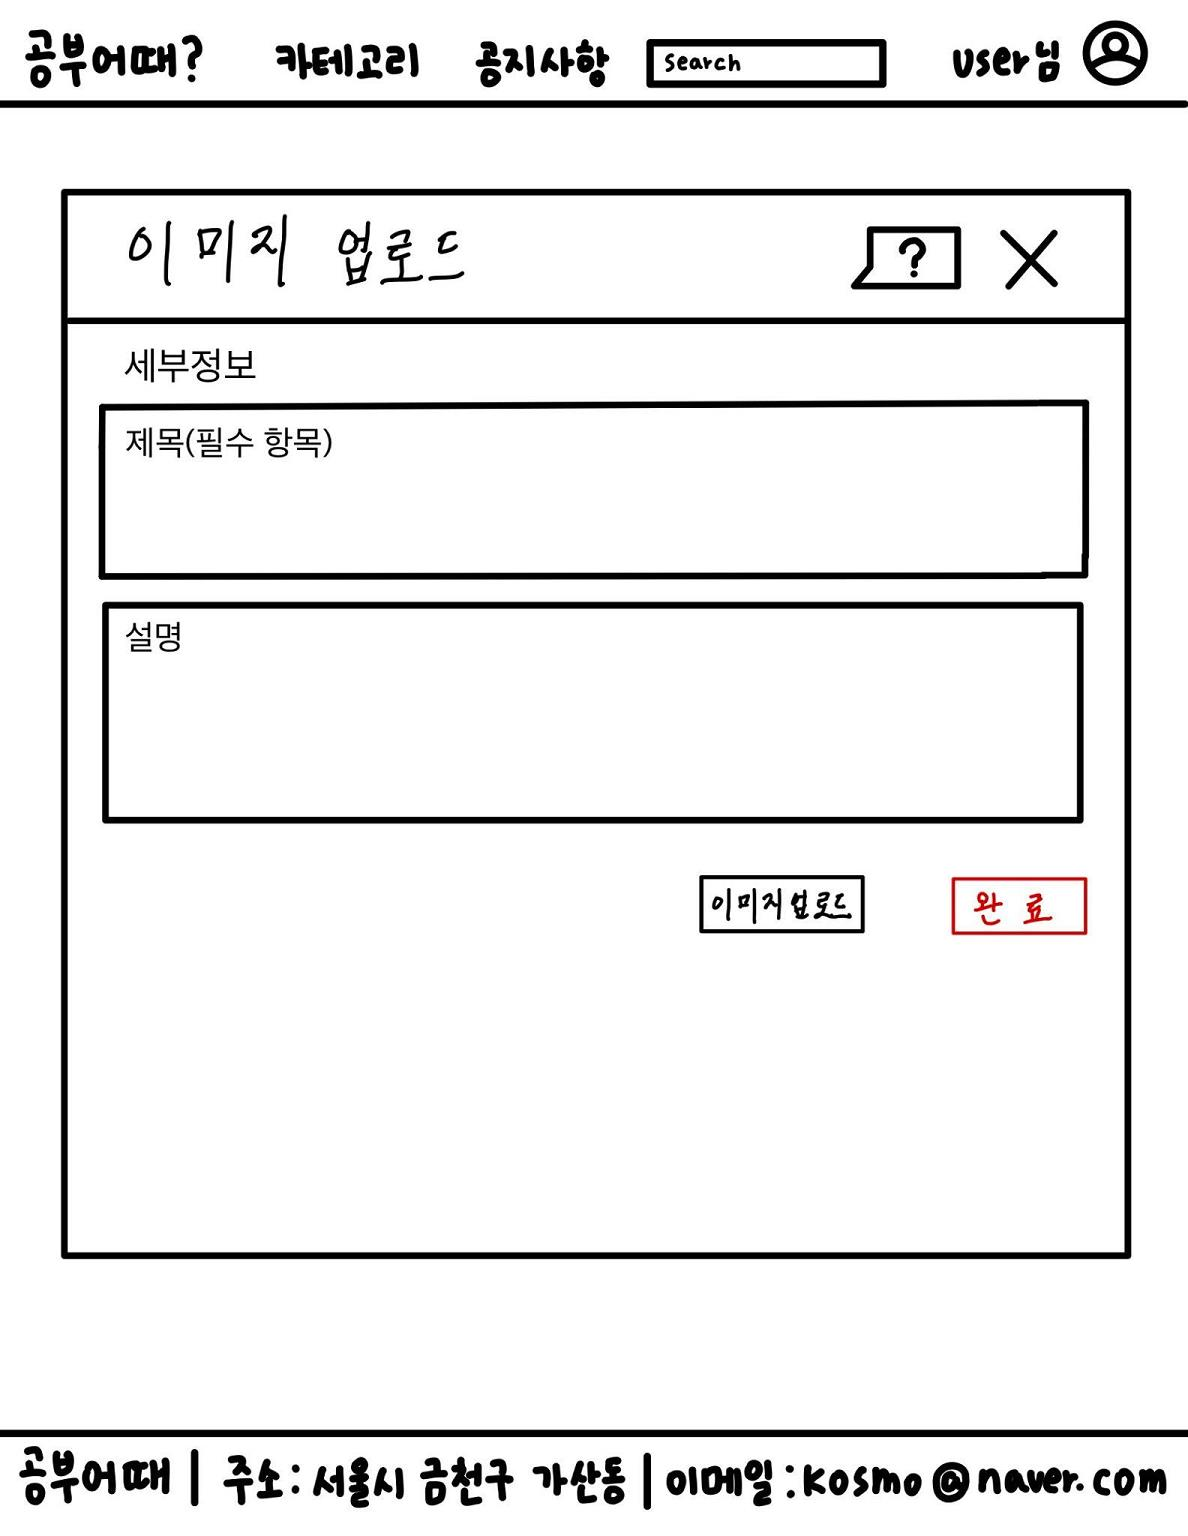 공부어때? 카테고리 공지사항 Search user님
이미지 업로드 ?
세부정보
제목(필수 항목)
설명
이미지업로드 완료
공부어때 | 주소:서울시 금천구 가산동 | 이메일:kosmo@naver.com